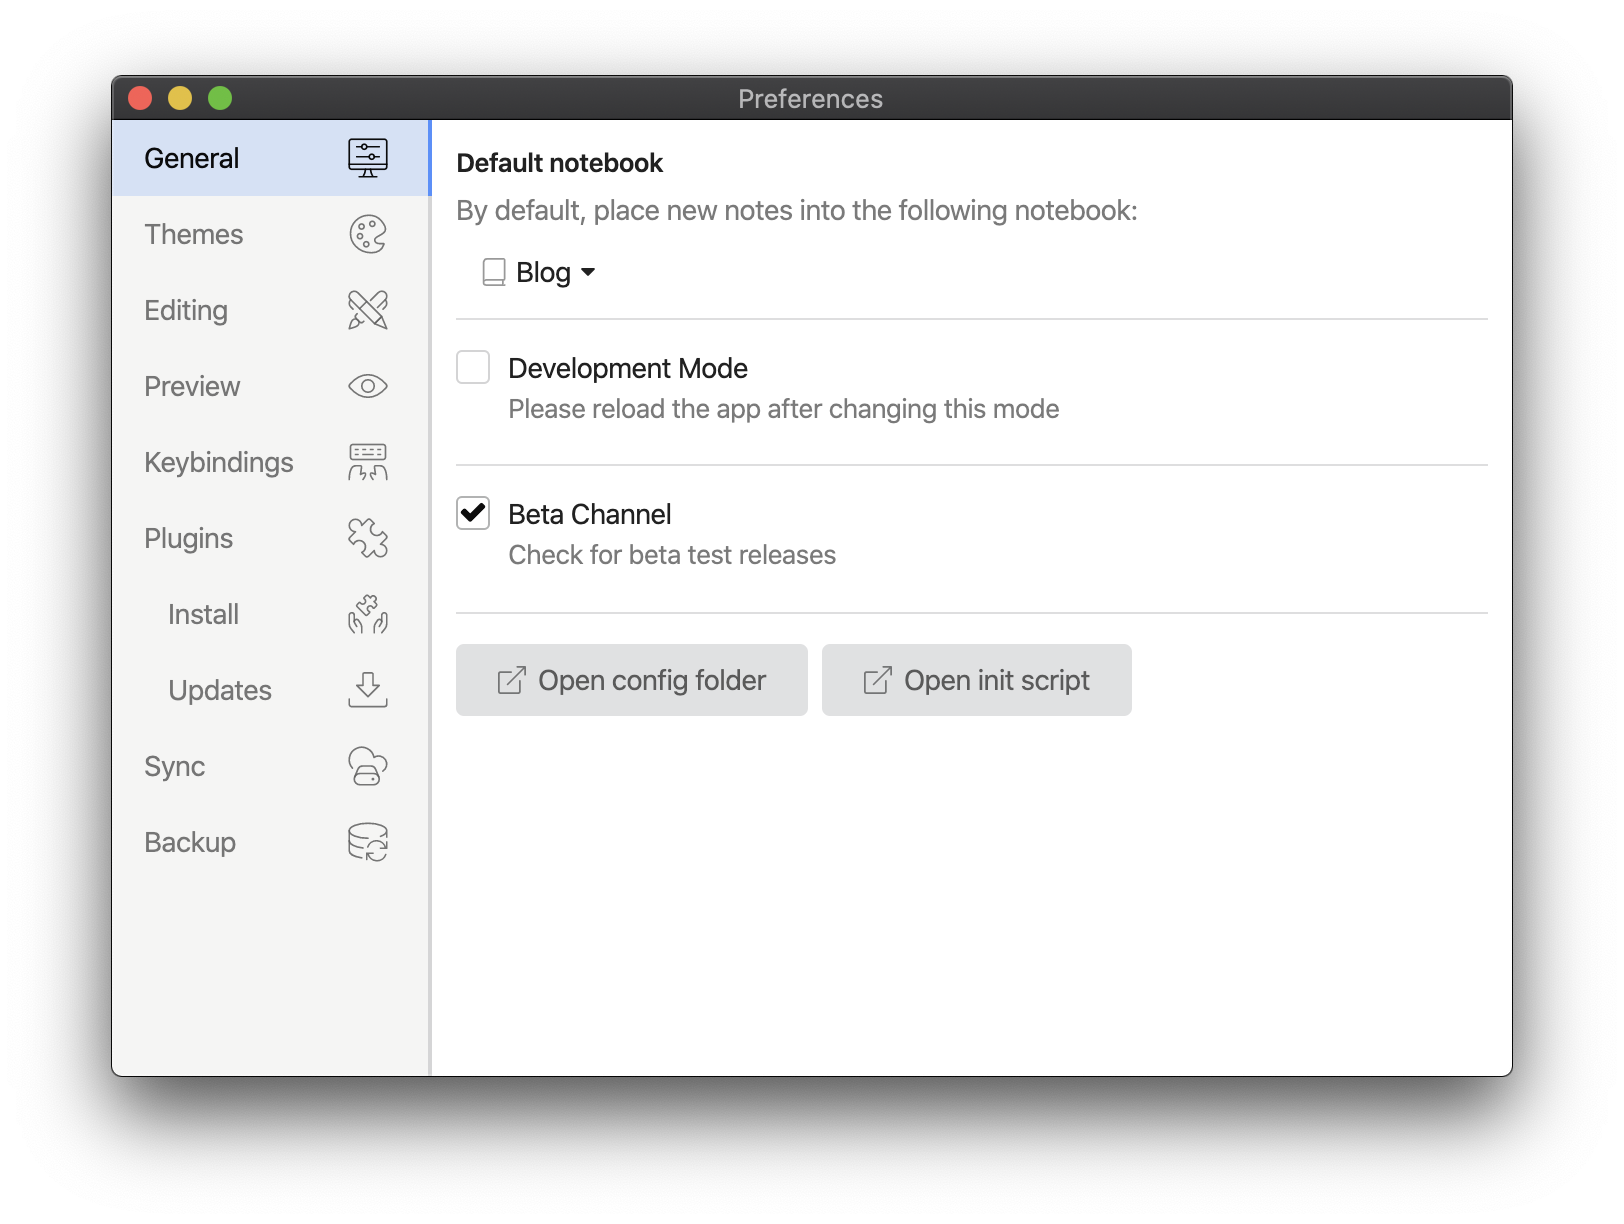 Preferences
General
Themes
Editing
Preview
Keybindings
Plugins
Install
Updates
Sync
Backup
Default notebook
By default, place new notes into the following notebook:
Blog
Development Mode
Please reload the app after changing this mode
Beta Channel
Check for beta test releases
Open config folder
Open init script